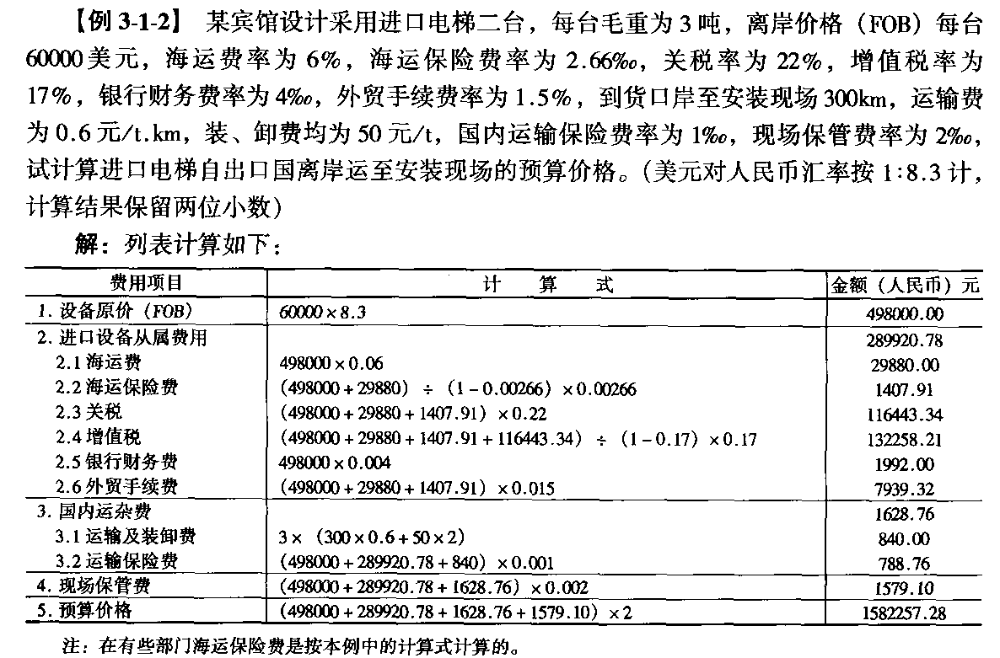 【例 3-1-2】 某宾馆设计采用进口电梯二台，每台毛重为 3 吨，离岸价格（FOB）每台
60000 美元，海运费率为 6%，海运保险费率为 2.66‰，关税率为 22%，增值税率为
17%，银行财务费率为4‰，外贸手续费率为 1.5%，到货口岸至安装现场 300km，运输费
为 0.6 元/t.km，装、卸费均为 50 元/t，国内运输保险费率为 1‰，现场保管费率为 2‰，
试计算进口电梯自出口国离岸运至安装现场的预算价格。（美元对人民币汇率按 1∶8.3 计，
计算结果保留两位小数）
解：列表计算如下：
费用项目 计 算 式 金额（人民币）元
1. 设备原价（FOB） 60000×8.3 498000.00
2. 进口设备从属费用 289920.78
2.1 海运费 498000×0.06 29880.00
2.2 海运保险费 （498000+29880）÷（1-0.00266）×0.00266 1407.91
2.3 关税 （498000+29880+1407.91）×0.22 116443.34
2.4 增值税 （498000+29880+1407.91+116443.34）÷（1-0.17）×0.17 132258.21
2.5 银行财务费 498000×0.004 1992.00
2.6 外贸手续费 （498000+29880+1407.91）×0.015 7939.32
3. 国内运杂费 1628.76
3.1 运输及装卸费 3×（300×0.6+50×2） 840.00
3.2 运输保险费 （498000+289920.78+840）×0.001 788.76
4. 现场保管费 （498000+289920.78+1628.76）×0.002 1579.10
5. 预算价格 （498000+289920.78+1628.76+1579.10）×2 1582257.28
注：在有些部门海运保险费是按本例中的计算式计算的。